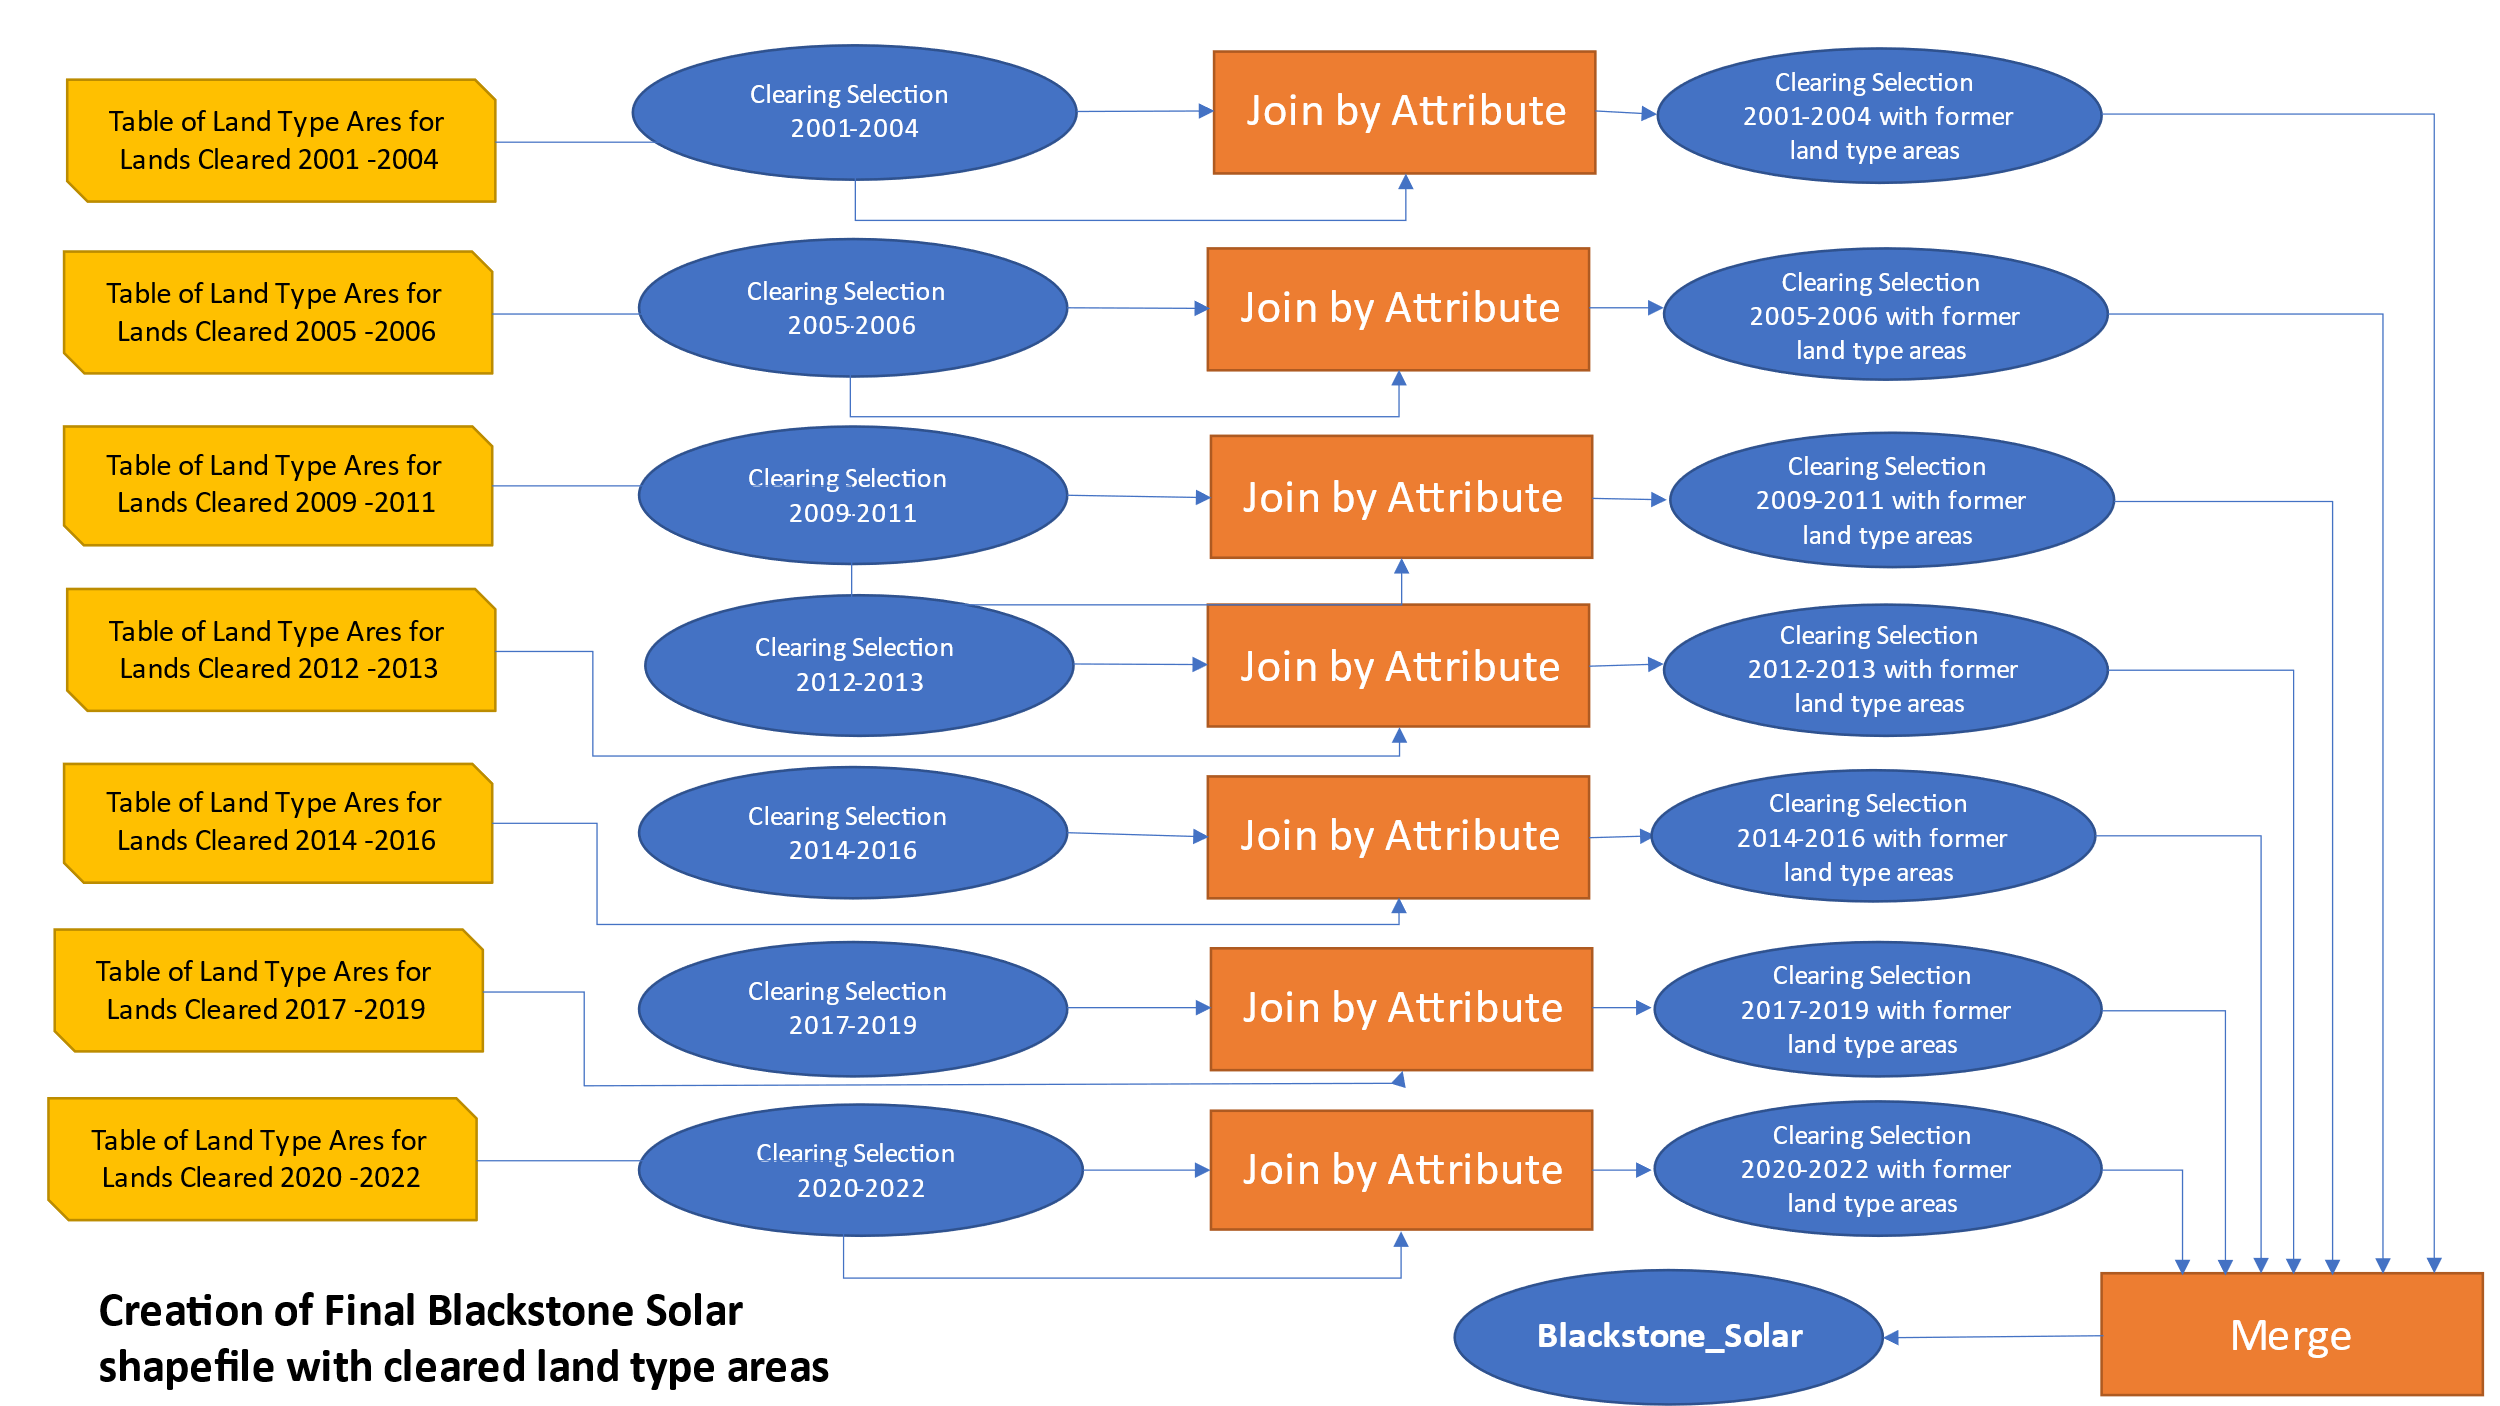 Table of Land Type Ares for
Lands Cleared 2001 -2004
Clearing Selection
2001-2004
Join by Attribute
Clearing Selection
2001-2004 with former
land type areas
Table of Land Type Ares for
Lands Cleared 2005 -2006
Clearing Selection
2005-2006
Join by Attribute
Clearing Selection
2005-2006 with former
land type areas
Table of Land Type Ares for
Lands Cleared 2009 -2011
Clearing Selection
2009-2011
Join by Attribute
Clearing Selection
2009-2011 with former
land type areas
Table of Land Type Ares for
Lands Cleared 2012 -2013
Clearing Selection
2012-2013
Join by Attribute
Clearing Selection
2012-2013 with former
land type areas
Table of Land Type Ares for
Lands Cleared 2014 -2016
Clearing Selection
2014-2016
Join by Attribute
Clearing Selection
2014-2016 with former
land type areas
Table of Land Type Ares for
Lands Cleared 2017 -2019
Clearing Selection
2017-2019
Join by Attribute
Clearing Selection
2017-2019 with former
land type areas
Table of Land Type Ares for
Lands Cleared 2020 -2022
Clearing Selection
2020-2022
Join by Attribute
Clearing Selection
2020-2022 with former
land type areas
Creation of Final Blackstone Solar
shapefile with cleared land type areas
Blackstone_Solar
Merge